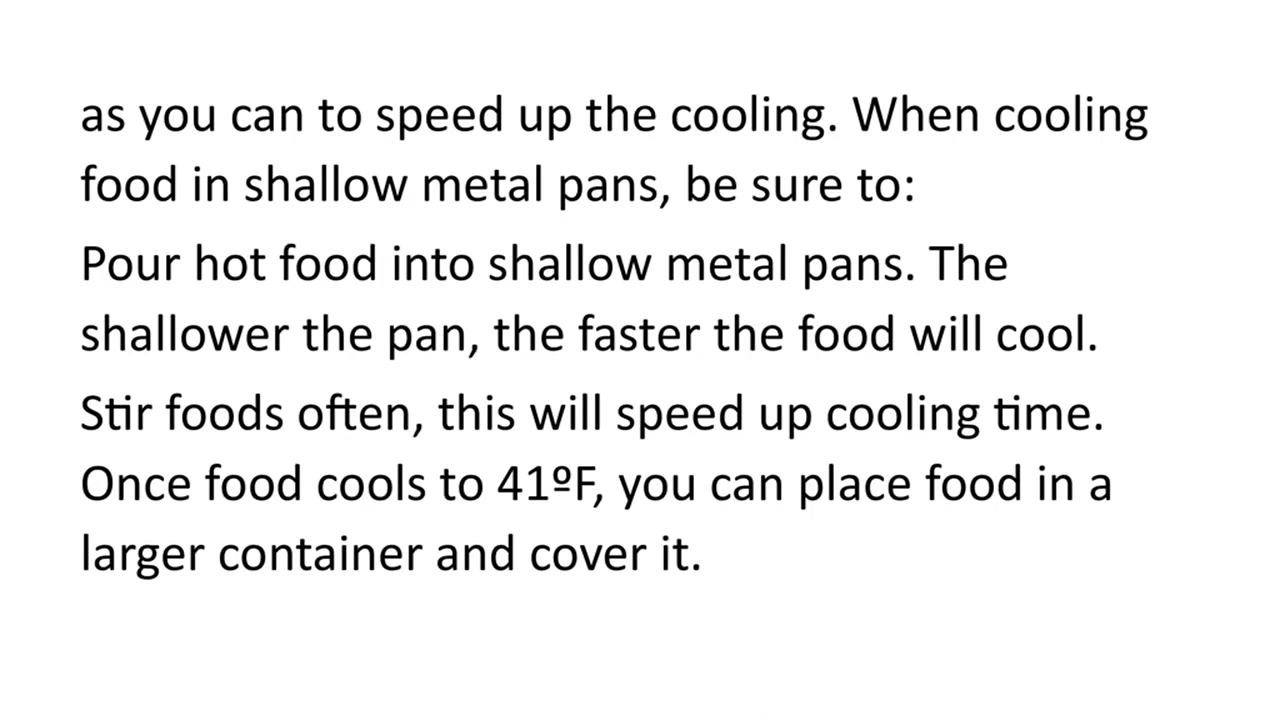 as you can to speed up the cooling. When cooling
food in shallow metal pans, be sure to:
Pour hot food into shallow metal pans. The
shallower the pan, the faster the food will cool.
Stir foods often, this will speed up cooling time.
Once food cools to 41ºF, you can place food in a
larger container and cover it.